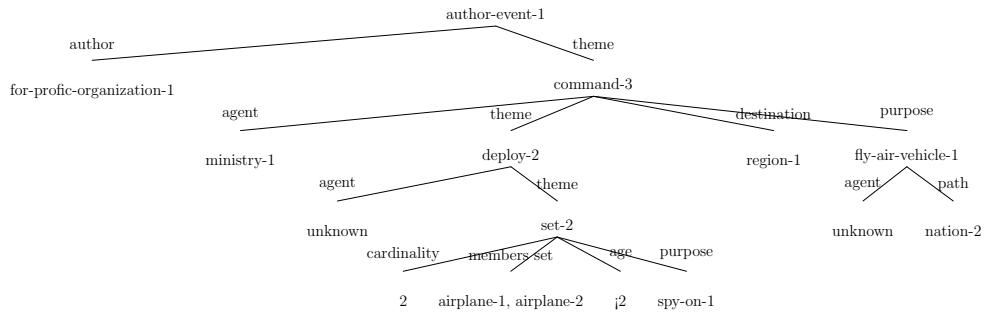 author-event-1
author theme
for-profic-organization-1 command-3
agent theme destination purpose
ministry-1 deploy-2 region-1 fly-air-vehicle-1
agent theme agent path
unknown set-2 unknown nation-2
cardinality members set age purpose
2 airplane-1, airplane-2 ¡2 spy-on-1